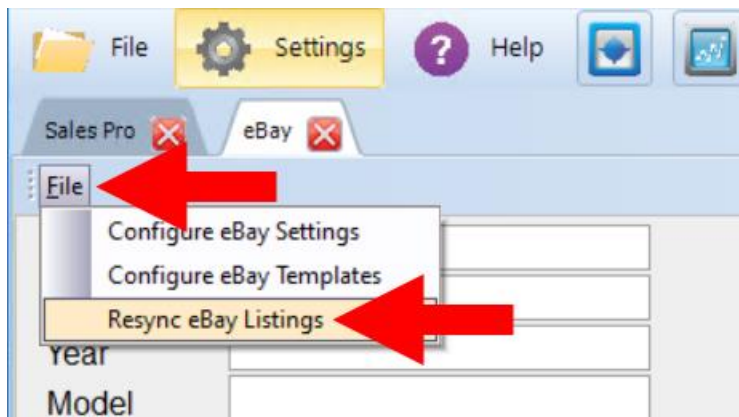 File Settings ? Help
Sales Pro eBay
File
Configure eBay Settings
Configure eBay Templates
Resync eBay Listings
Year
Model